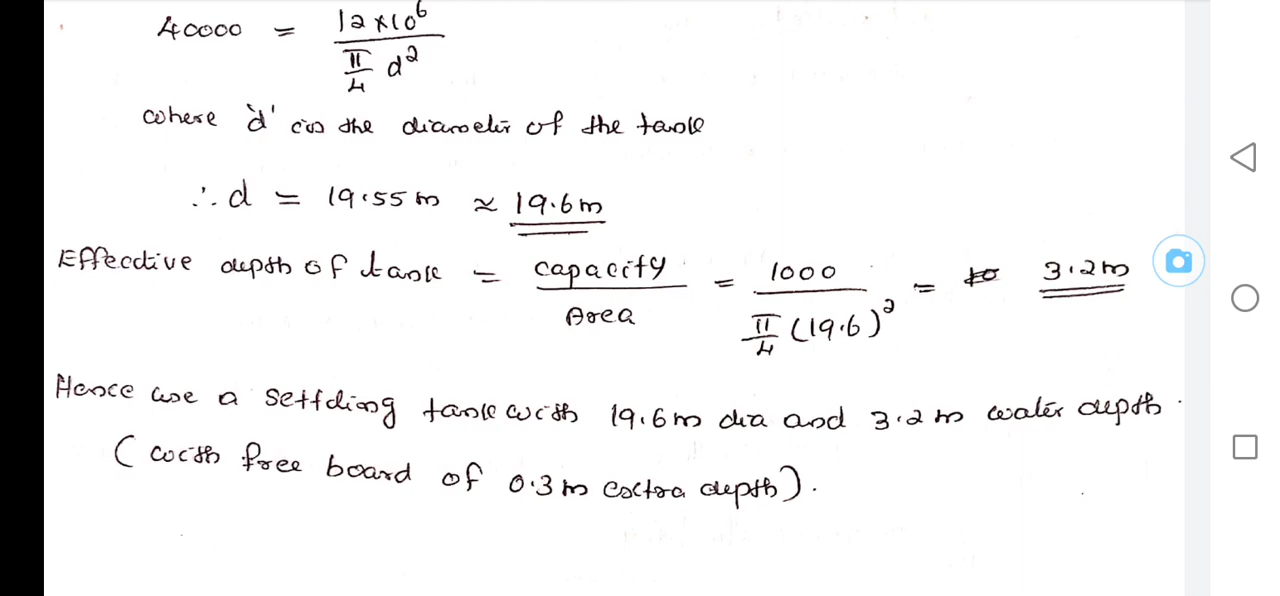 40000 = 12×10⁶ / (π/4 d²)
where 'd' is the diameter of the tank
∴ d = 19.55 m ≈ 19.6 m
Effective depth of tank = capacity / Area = 1000 / (π/4 (19.6)²) = 3.2 m
Hence use a settling tank with 19.6 m dia and 3.2 m water depth.
(with free board of 0.3 m extra depth).